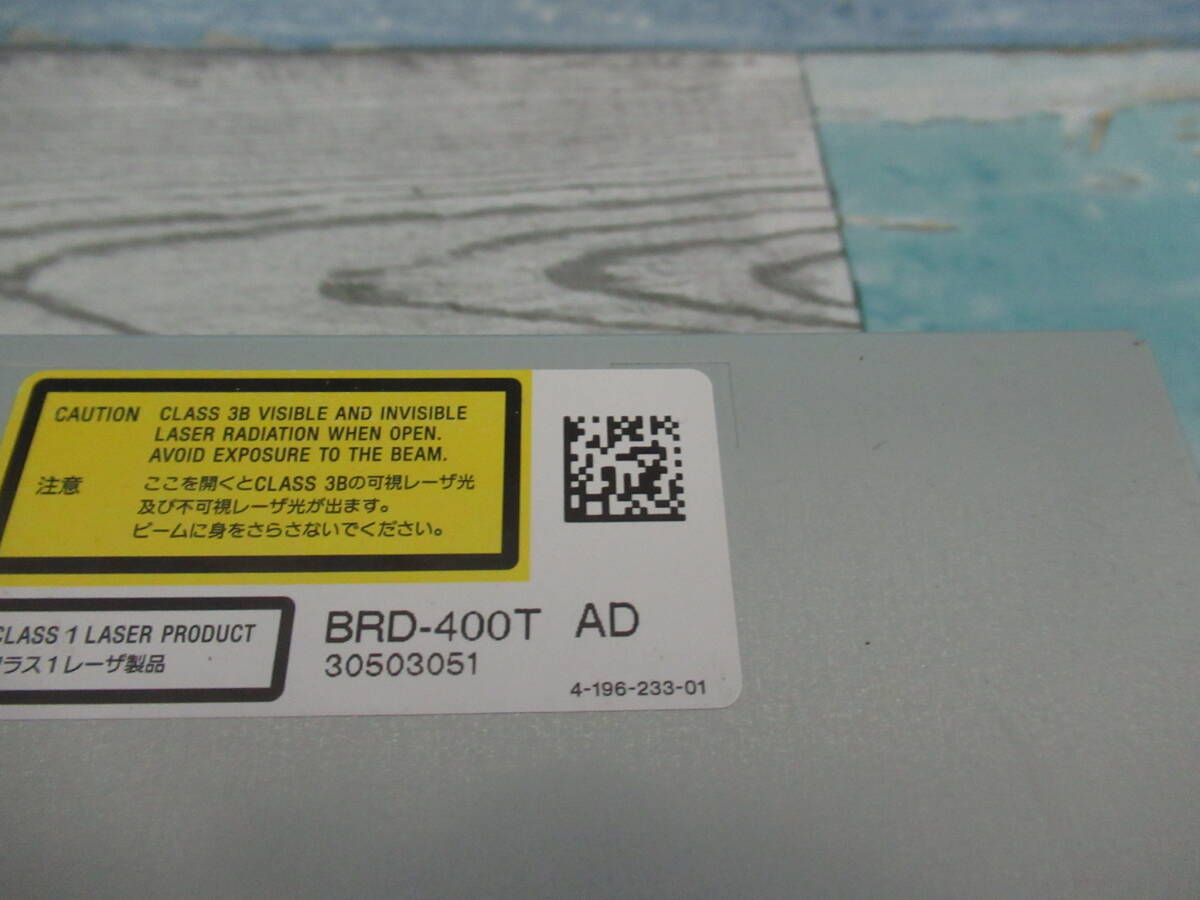 CAUTION CLASS 3B VISIBLE AND INVISIBLE
LASER RADIATION WHEN OPEN.
AVOID EXPOSURE TO THE BEAM.
注意 ここを開くとCLASS 3Bの可視レーザ光
及び不可視レーザ光が出ます。
ビームに身をさらさないでください。
CLASS 1 LASER PRODUCT
ラス1レーザ製品
BRD-400T AD
30503051
4-196-233-01